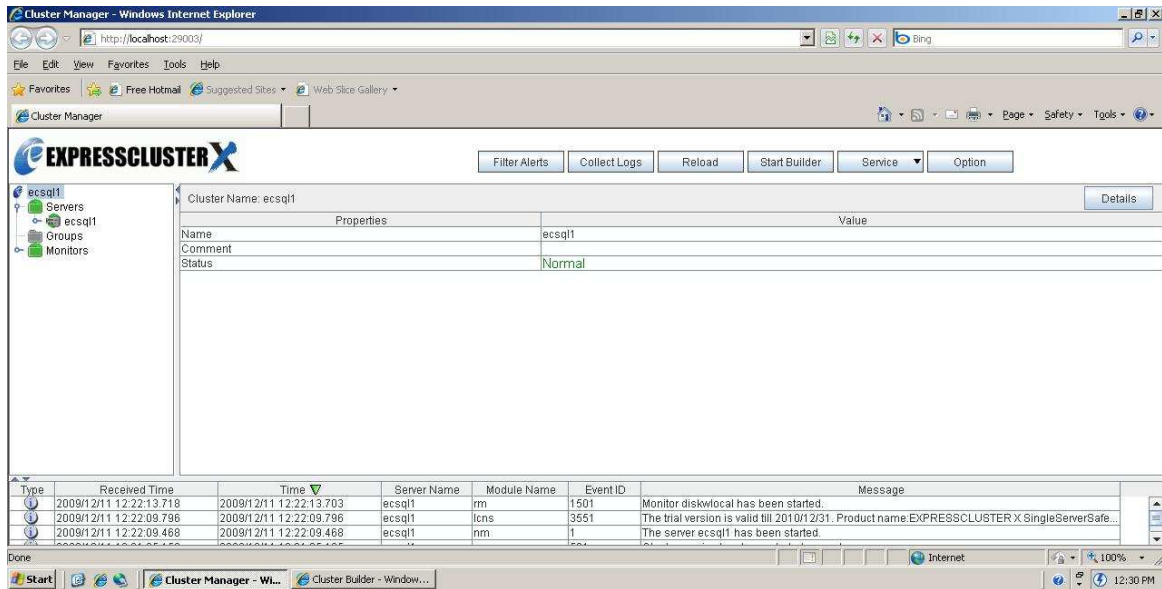 Cluster Manager - Windows Internet Explorer
http://localhost:29003/
Bing
File Edit View Favorites Tools Help
Favorites Free Hotmail Suggested Sites Web Slice Gallery
Cluster Manager
Page Safety Tools
EXPRESSCLUSTER X
Filter Alerts Collect Logs Reload Start Builder Service Option
ecsql1
Servers
ecsql1
Groups
Monitors
Cluster Name: ecsql1
Details
Properties Value
Name ecsql1
Comment
Status Normal
Type Received Time Time Server Name Module Name Event ID Message
2009/12/11 12:22:13.718 2009/12/11 12:22:13.703 ecsql1 rm 1501 Monitor diskwlocal has been started.
2009/12/11 12:22:09.796 2009/12/11 12:22:09.796 ecsql1 lcns 3551 The trial version is valid till 2010/12/31. Product name:EXPRESSCLUSTER X SingleServerSafe...
2009/12/11 12:22:09.468 2009/12/11 12:22:09.468 ecsql1 nm 1 The server ecsql1 has been started.
Done
Internet
100%
Start
Cluster Manager - Wi...
Cluster Builder - Window...
12:30 PM